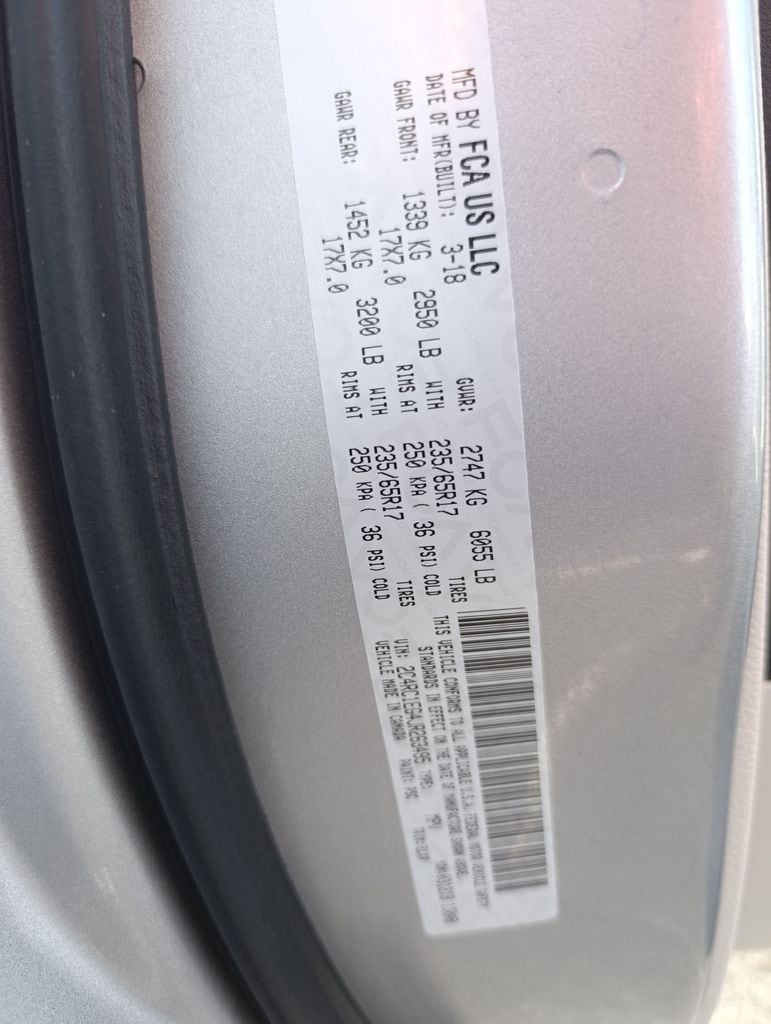 MFD BY FCA US LLC
DATE OF MFR(BUILT): 3-18 GVWR: 2747 KG 6055 LB
GAWR FRONT: 1339 KG 2950 LB WITH 235/65R17 TIRES
17X7.0 RIMS AT 250 KPA ( 36 PSI) COLD
GAWR REAR: 1452 KG 3200 LB WITH 235/65R17 TIRES
17X7.0 RIMS AT 250 KPA ( 36 PSI) COLD
THIS VEHICLE CONFORMS TO ALL APPLICABLE U.S.A. FEDERAL MOTOR VEHICLE SAFETY
STANDARDS IN EFFECT ON THE DATE OF MANUFACTURE SHOWN ABOVE.
VIN: 2C4RC1EG4JR263495 TYPE: MPV
VEHICLE MADE IN CANADA PAINT: PSC